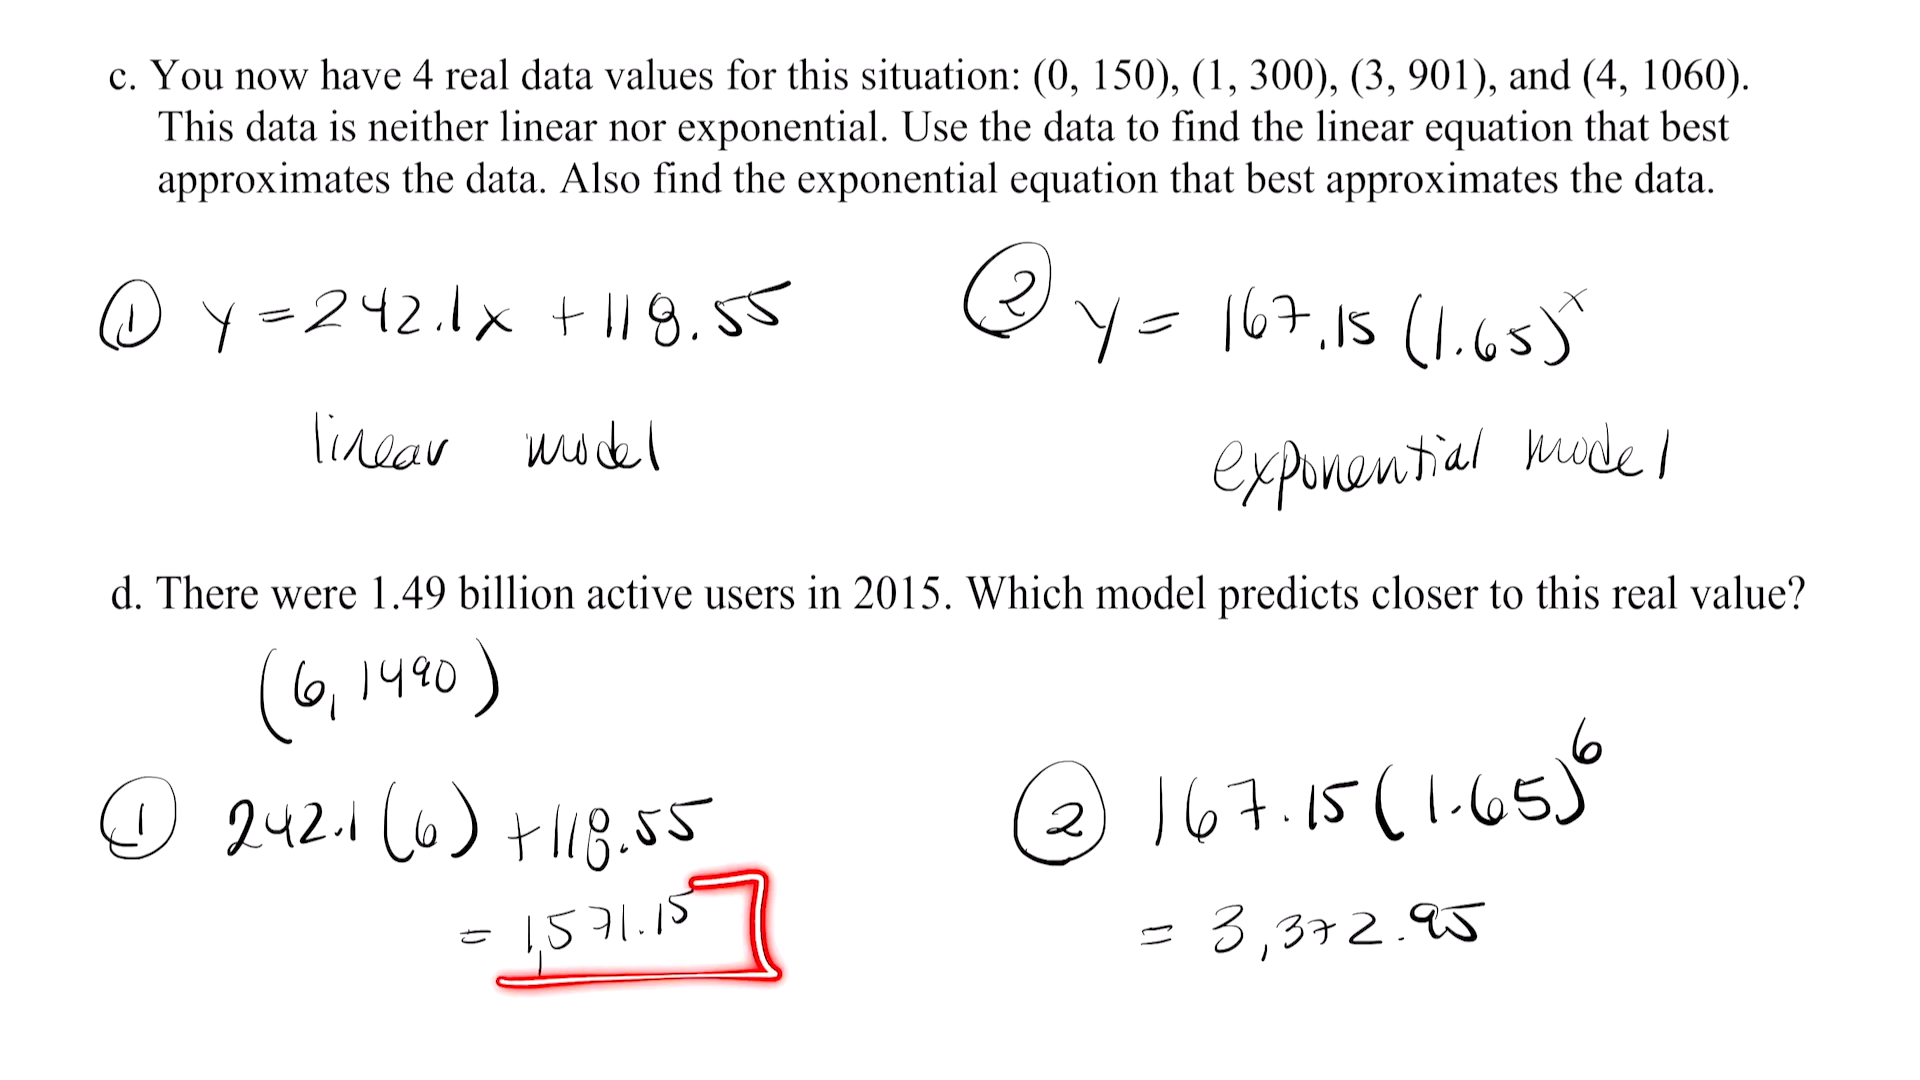 c. You now have 4 real data values for this situation: (0, 150), (1, 300), (3, 901), and (4, 1060).
This data is neither linear nor exponential. Use the data to find the linear equation that best
approximates the data. Also find the exponential equation that best approximates the data.
① y = 242.1x + 118.55
② y = 167.15 (1.65)^x
linear model
exponential model
d. There were 1.49 billion active users in 2015. Which model predicts closer to this real value?
(6, 1490)
① 242.1 (6) + 118.55
= 1,571.15
② 167.15 (1.65)^6
= 3,372.95